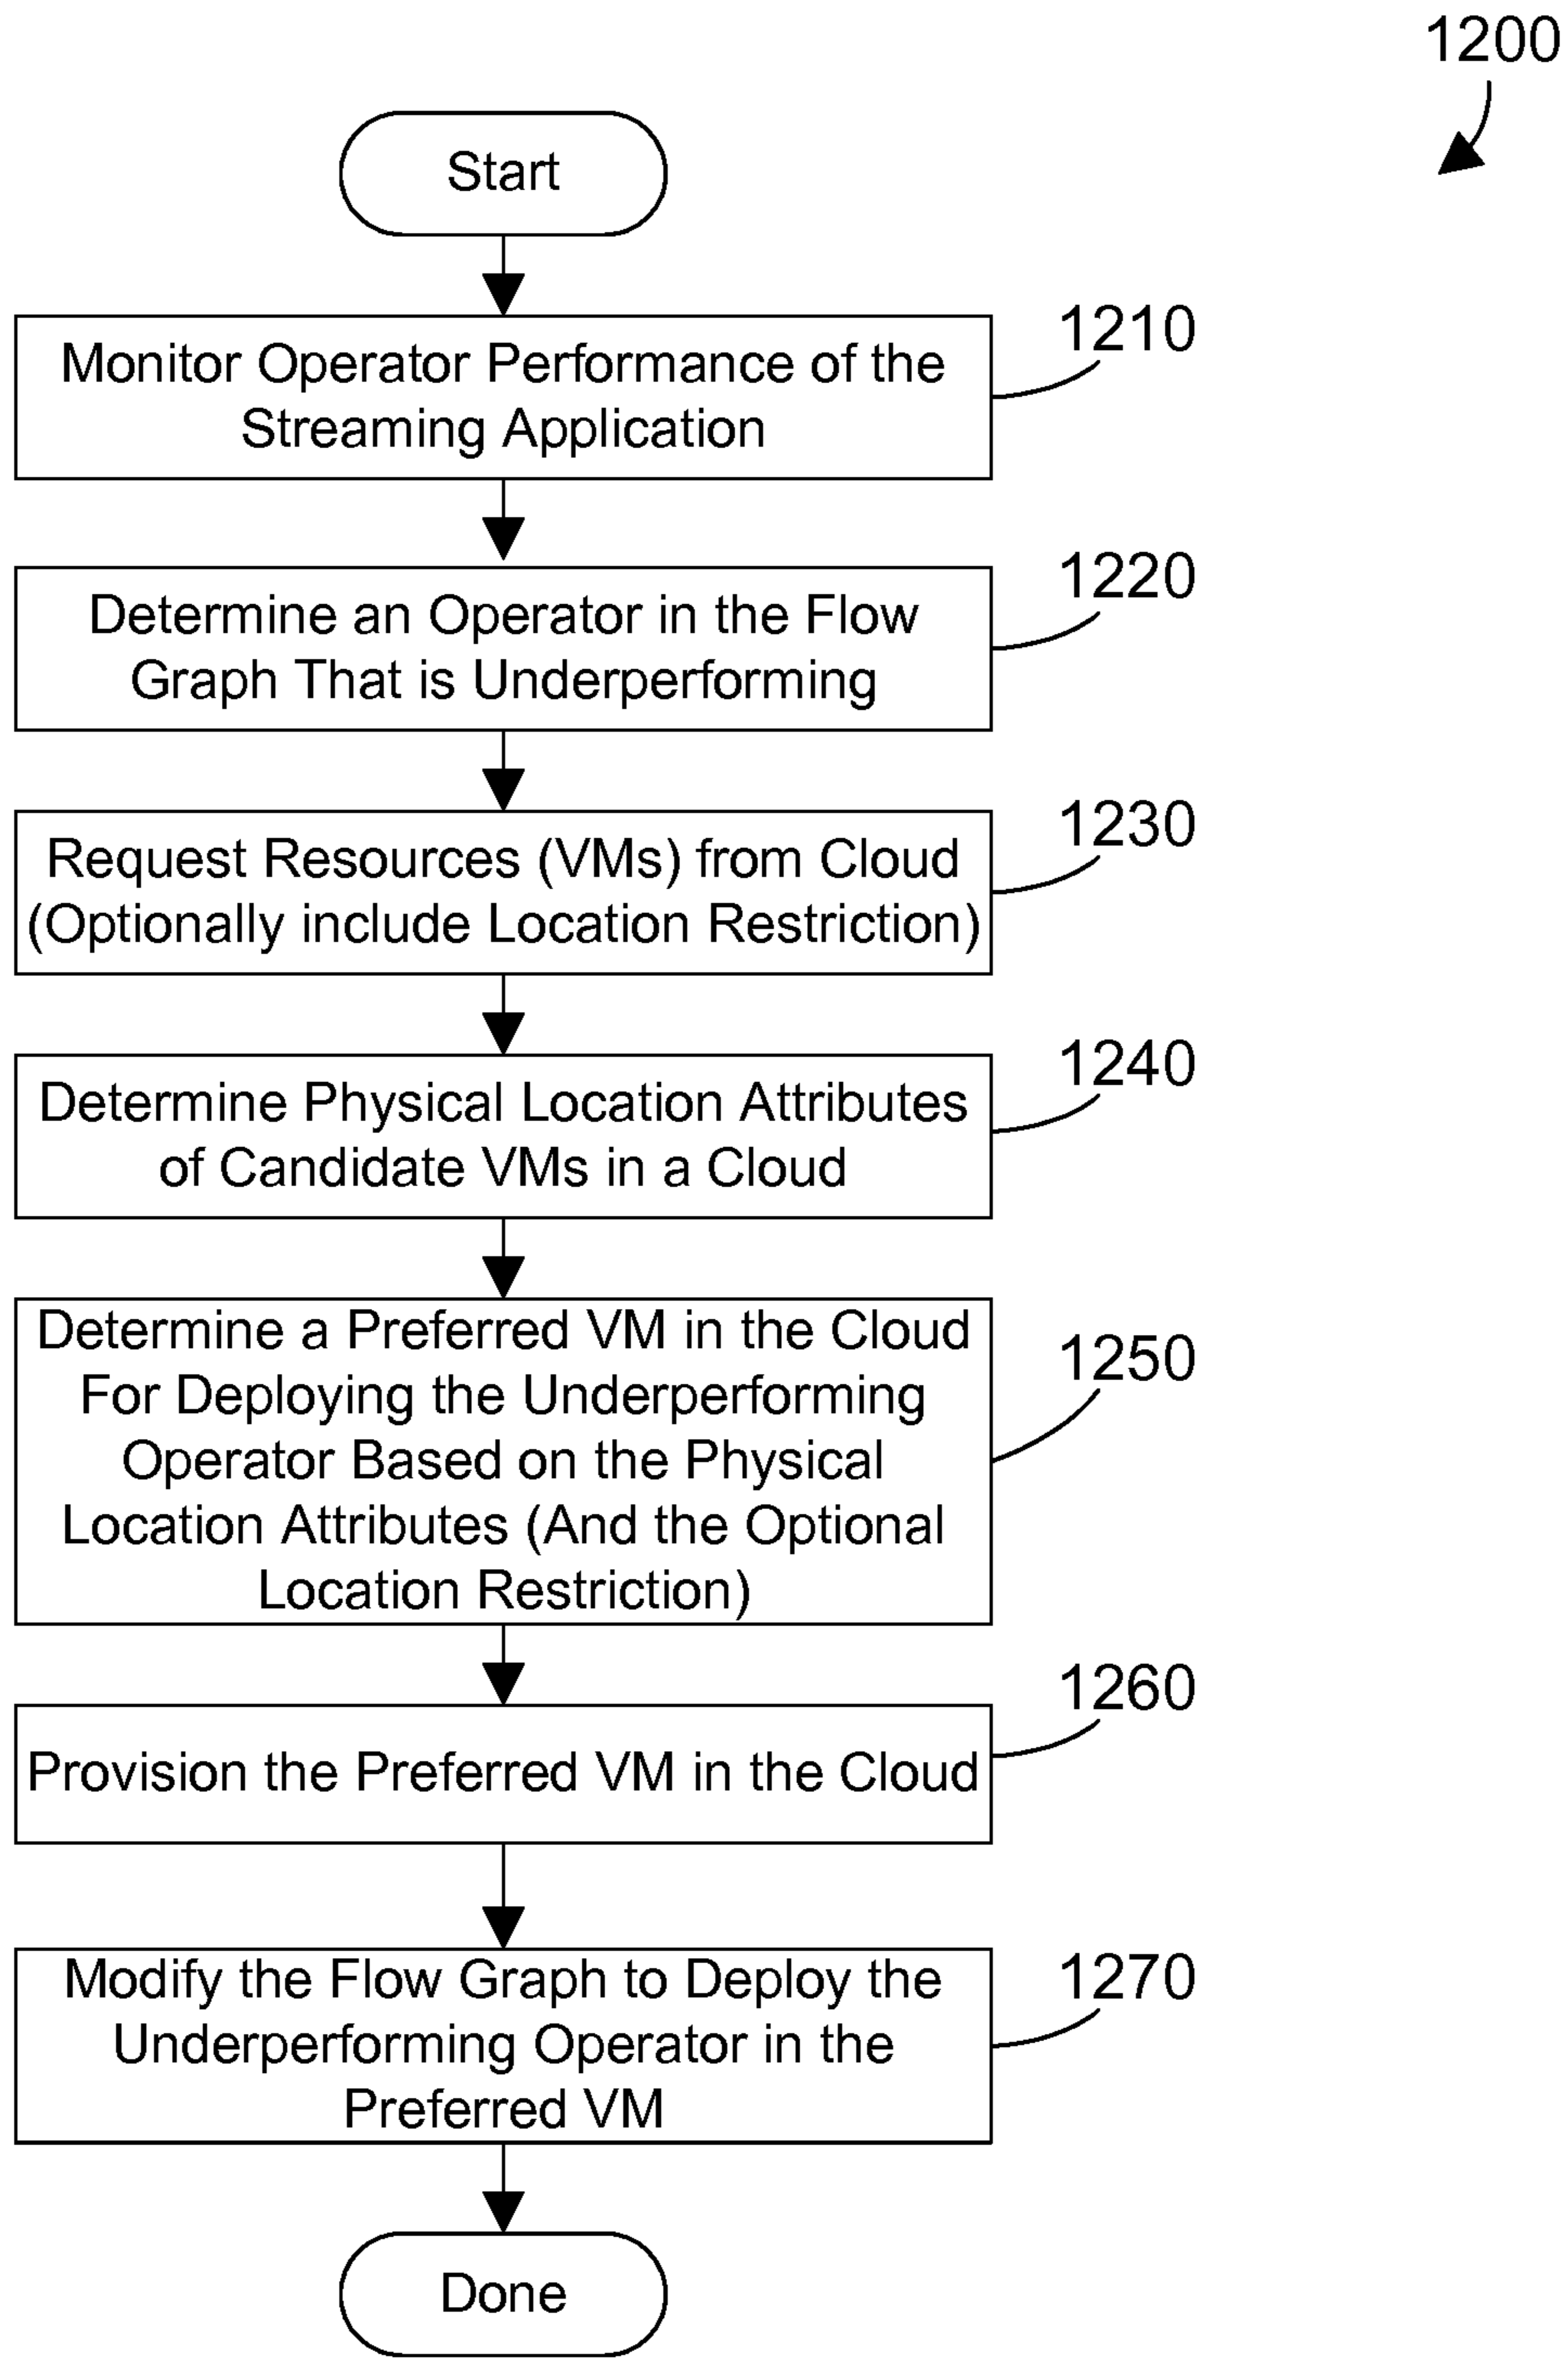 1200
Start
Monitor Operator Performance of the
Streaming Application
1210
Determine an Operator in the Flow
Graph That is Underperforming
1220
Request Resources (VMs) from Cloud
(Optionally include Location Restriction)
1230
Determine Physical Location Attributes
of Candidate VMs in a Cloud
1240
Determine a Preferred VM in the Cloud
For Deploying the Underperforming
Operator Based on the Physical
Location Attributes (And the Optional
Location Restriction)
1250
Provision the Preferred VM in the Cloud
1260
Modify the Flow Graph to Deploy the
Underperforming Operator in the
Preferred VM
1270
Done